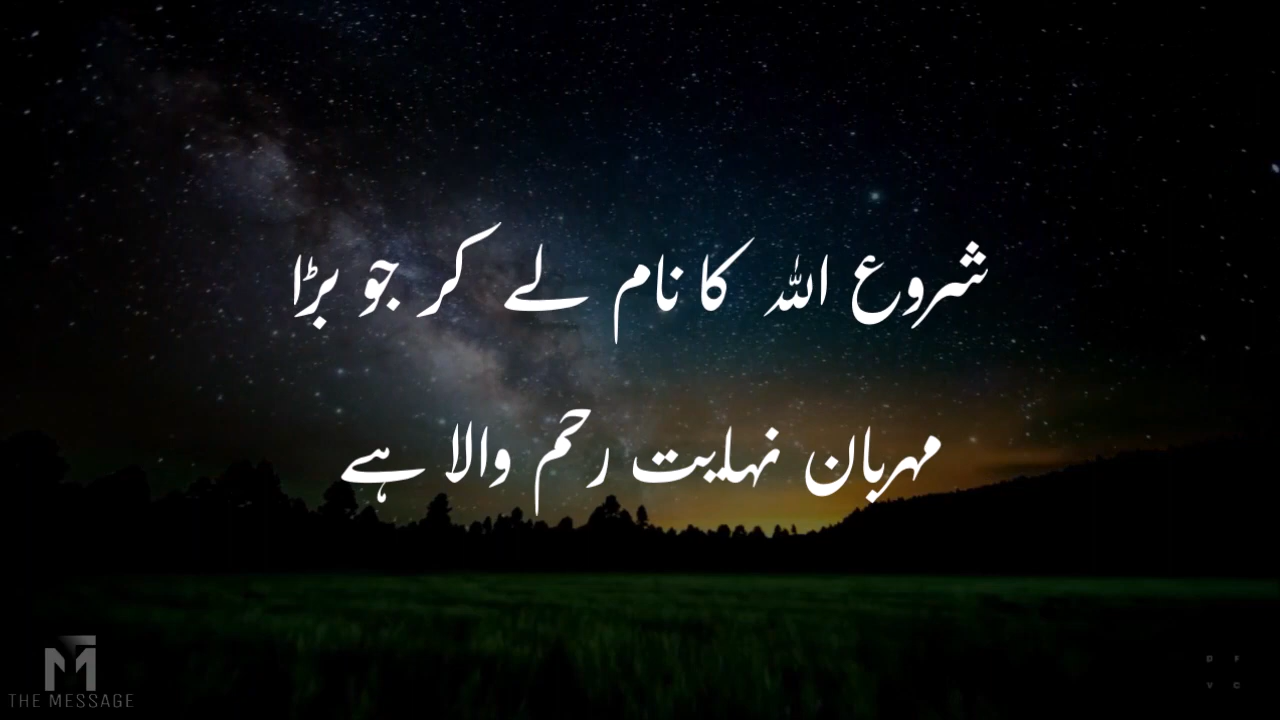 شروع اللہ کا نام لے کر جو بڑا
مہربان نہایت رحم والا ہے
THE MESSAGE
D F
V C